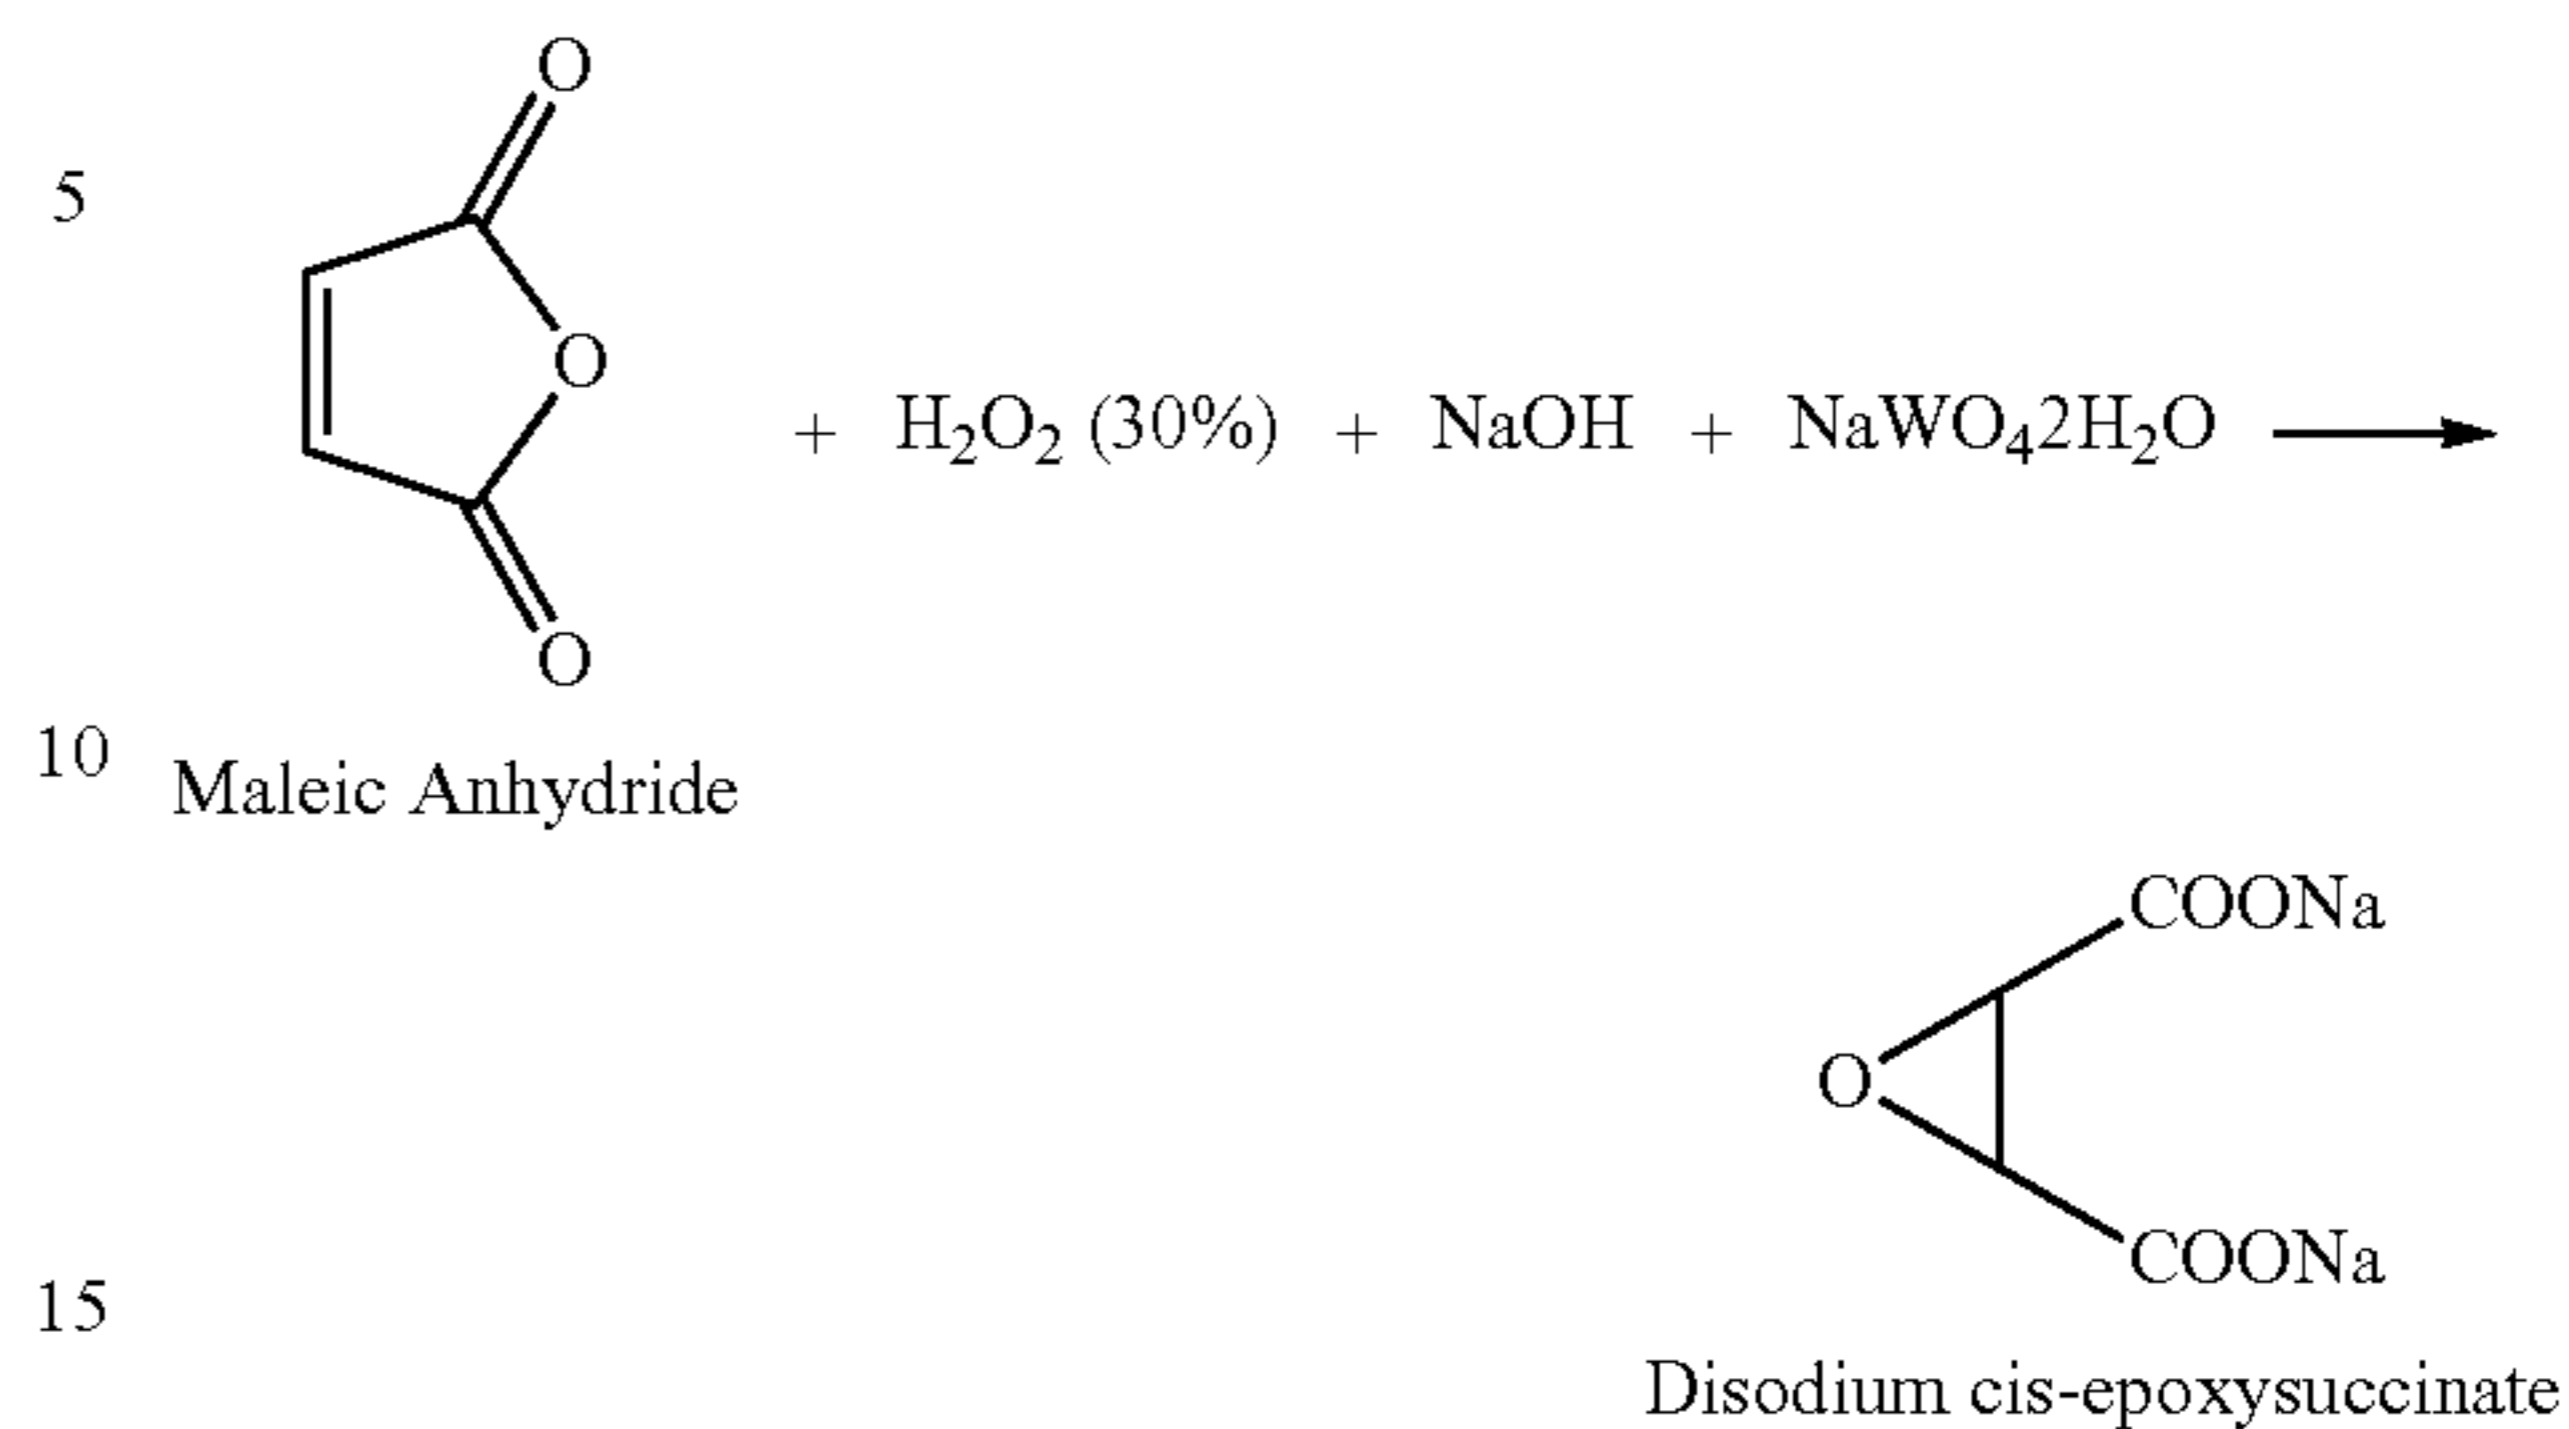 O
5
O
+ H₂O₂ (30%) + NaOH + NaWO₄2H₂O
O
10
Maleic Anhydride
COONa
O
COONa
15
Disodium cis-epoxysuccinate